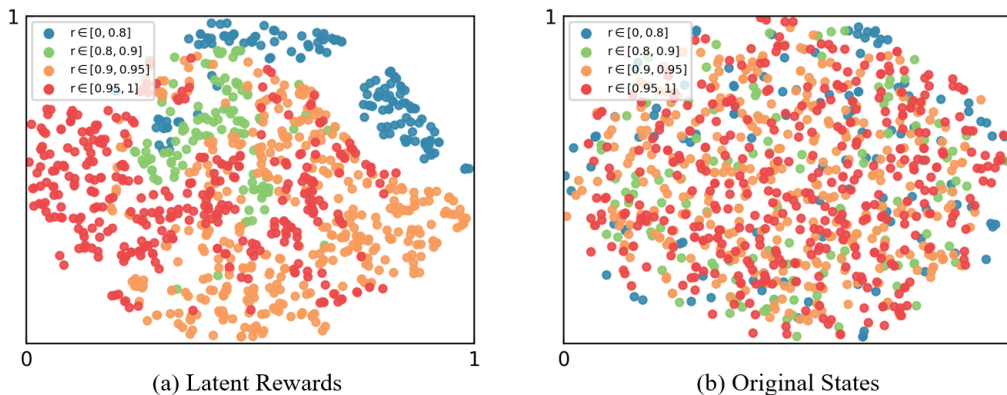 1
r ∈ [0, 0.8]
r ∈ [0.8, 0.9]
r ∈ [0.9, 0.95]
r ∈ [0.95, 1]
0
1
(a) Latent Rewards
1
r ∈ [0, 0.8]
r ∈ [0.8, 0.9]
r ∈ [0.9, 0.95]
r ∈ [0.95, 1]
0
(b) Original States